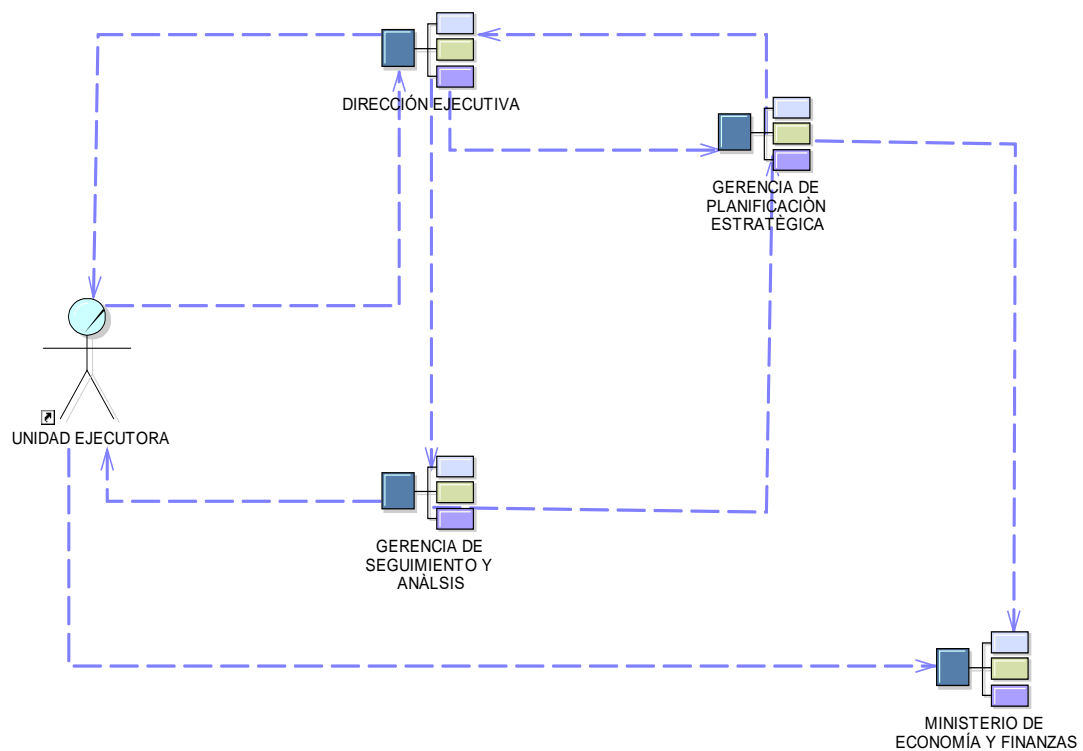 DIRECCIÓN EJECUTIVA
GERENCIA DE
PLANIFICACIÒN
ESTRATÈGICA
UNIDAD EJECUTORA
GERENCIA DE
SEGUIMIENTO Y
ANÀLSIS
MINISTERIO DE
ECONOMÍA Y FINANZAS